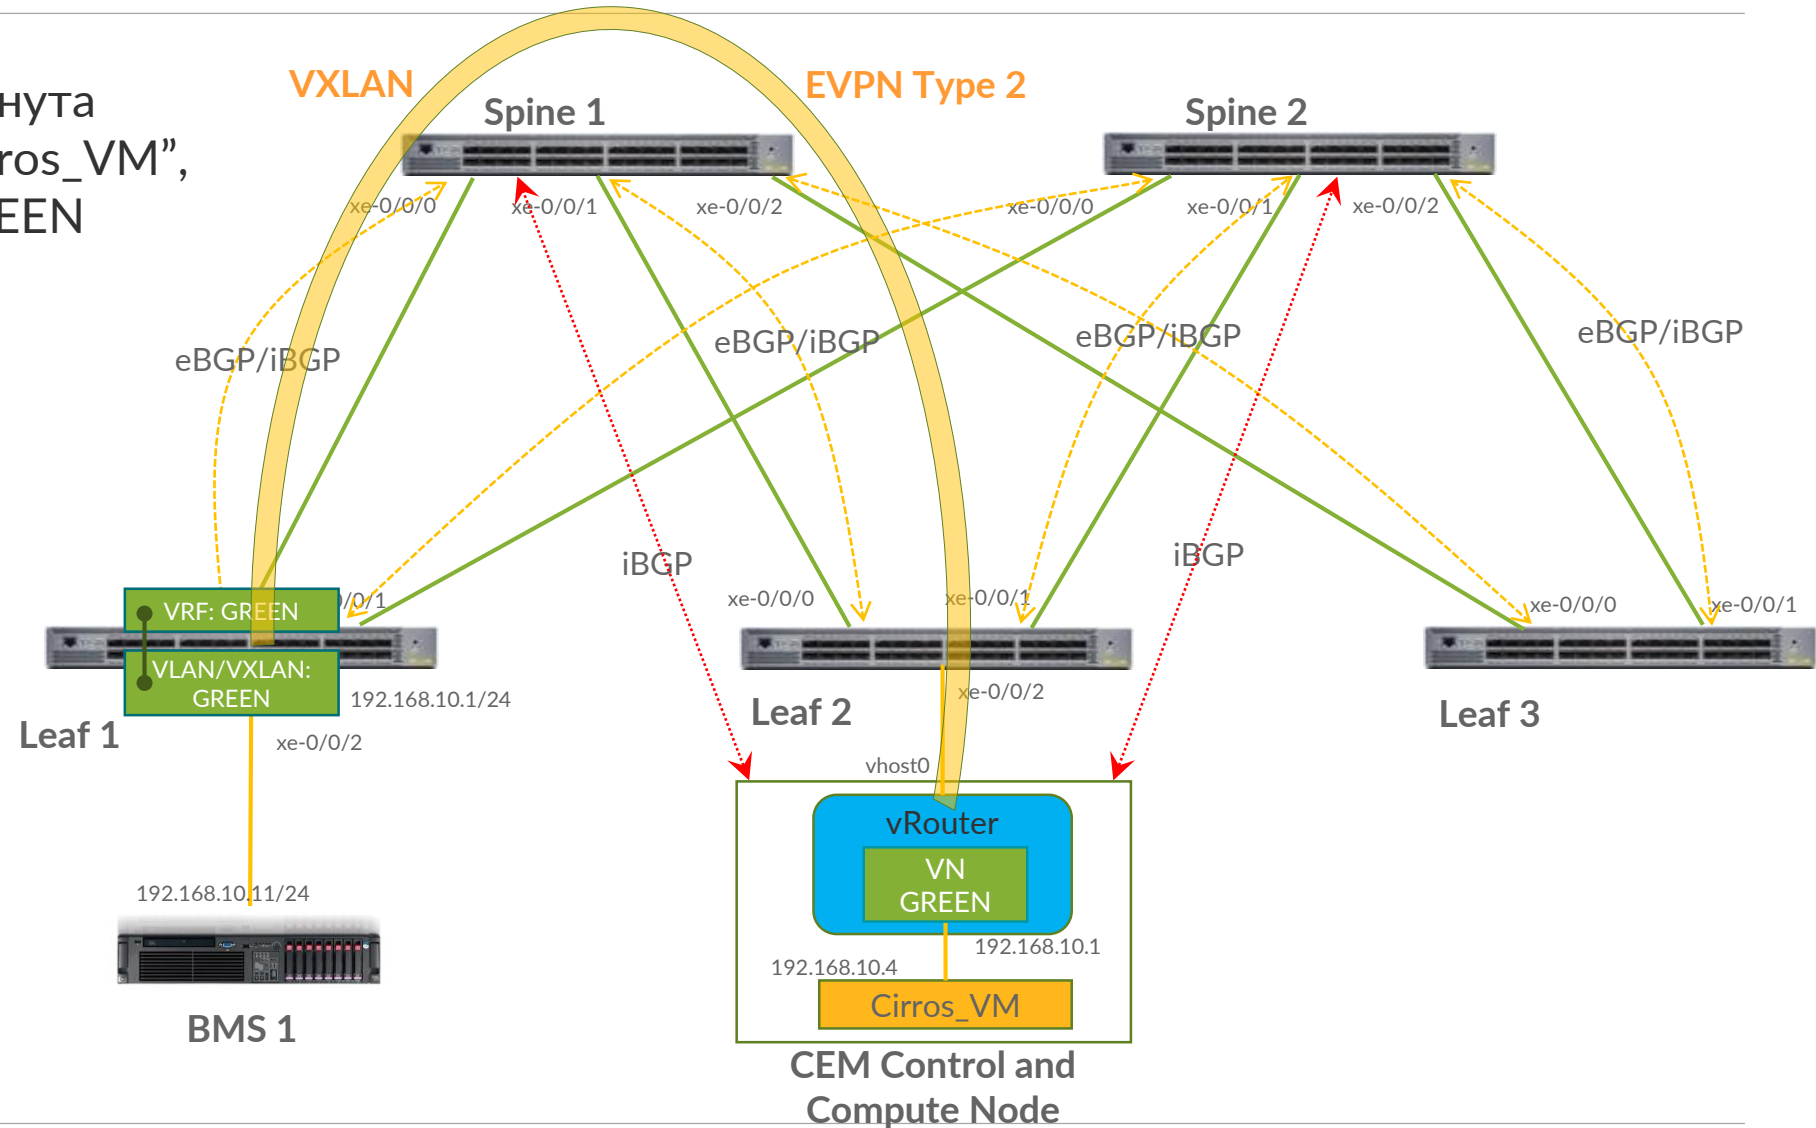 VXLAN
EVPN Type 2
нута
Spine 1
Spine 2
ros_VM”,
EEN
xe-0/0/0
xe-0/0/1
xe-0/0/2
xe-0/0/0
xe-0/0/1
xe-0/0/2
eBGP/iBGP
eBGP/iBGP
eBGP/iBGP
eBGP/iBGP
iBGP
iBGP
VRF: GREEN
/0/1
xe-0/0/0
xe-0/0/1
xe-0/0/0
xe-0/0/1
VLAN/VXLAN:
GREEN
192.168.10.1/24
xe-0/0/2
Leaf 1
Leaf 2
Leaf 3
xe-0/0/2
vhost0
vRouter
VN
GREEN
192.168.10.11/24
192.168.10.1
192.168.10.4
Cirros_VM
BMS 1
CEM Control and
Compute Node